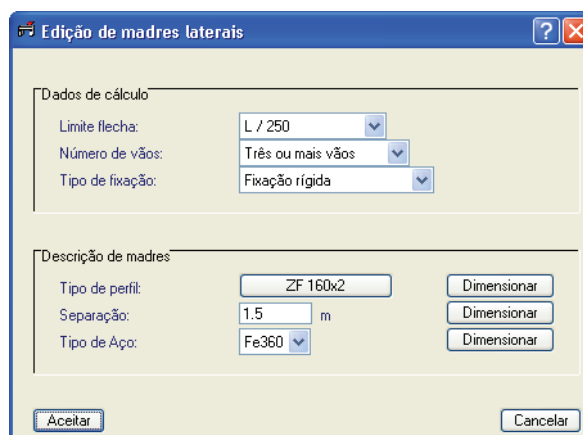 Edição de madres laterais
Dados de cálculo
Limite flecha: L / 250
Número de vãos: Três ou mais vãos
Tipo de fixação: Fixação rígida
Descrição de madres
Tipo de perfil: ZF 160x2 Dimensionar
Separação: 1.5 m Dimensionar
Tipo de Aço: Fe360 Dimensionar
Aceitar Cancelar